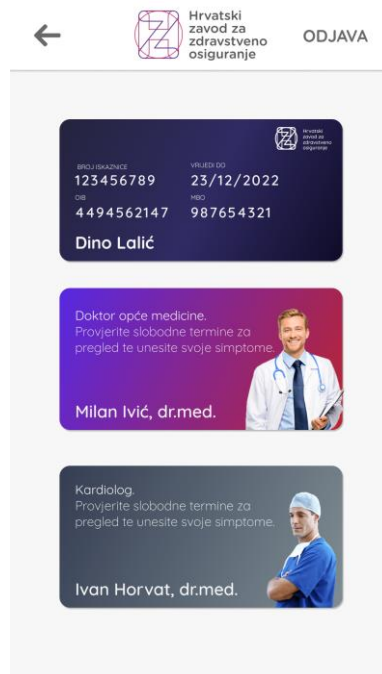 Hrvatski
zavod za
zdravstveno
osiguranje
ODJAVA
Hrvatski
zavod za
zdravstveno
osiguranje
BROJ ISKAZNICE
VRIJEDI DO
123456789
23/12/2022
OIB
MBO
4494562147
987654321
Dino Lalić
Doktor opće medicine.
Provjerite slobodne termine za
pregled te unesite svoje simptome.
Milan Ivić, dr.med.
Kardiolog.
Provjerite slobodne termine za
pregled te unesite svoje simptome.
Ivan Horvat, dr.med.